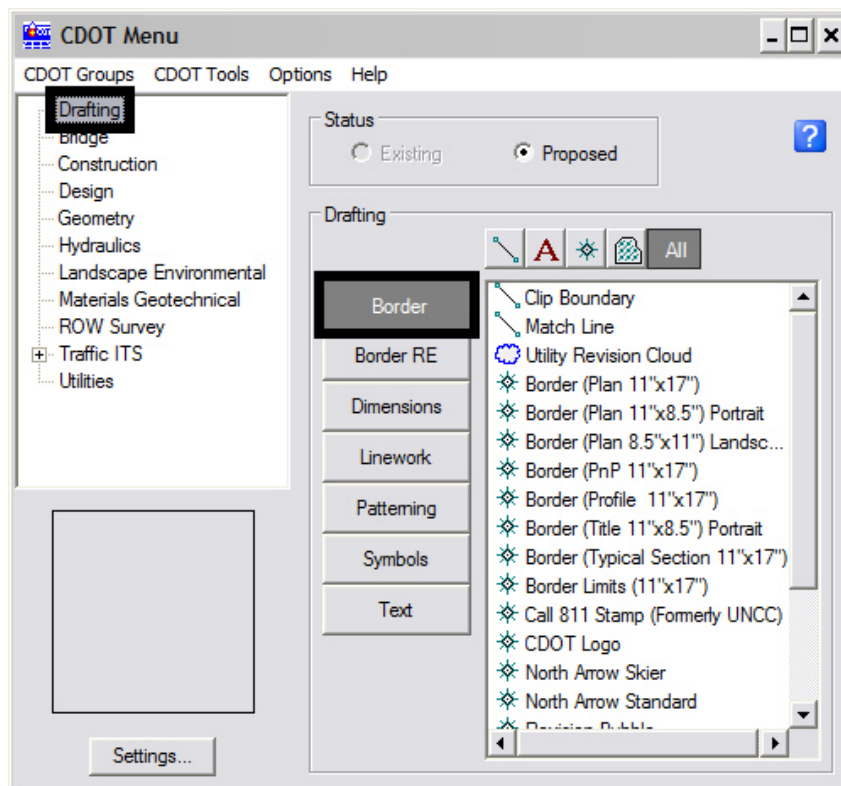 CDOT Menu
CDOT Groups CDOT Tools Options Help
Drafting
Bridge
Construction
Design
Geometry
Hydraulics
Landscape Environmental
Materials Geotechnical
ROW Survey
Traffic ITS
Utilities
Settings...
Status
Existing
Proposed
Drafting
A
All
Border
Border RE
Dimensions
Linework
Patterning
Symbols
Text
Clip Boundary
Match Line
Utility Revision Cloud
Border (Plan 11"x17")
Border (Plan 11"x8.5") Portrait
Border (Plan 8.5"x11") Landsc...
Border (PnP 11"x17")
Border (Profile 11"x17")
Border (Title 11"x8.5") Portrait
Border (Typical Section 11"x17")
Border Limits (11"x17")
Call 811 Stamp (Formerly UNCC)
CDOT Logo
North Arrow Skier
North Arrow Standard
Revision Bubble